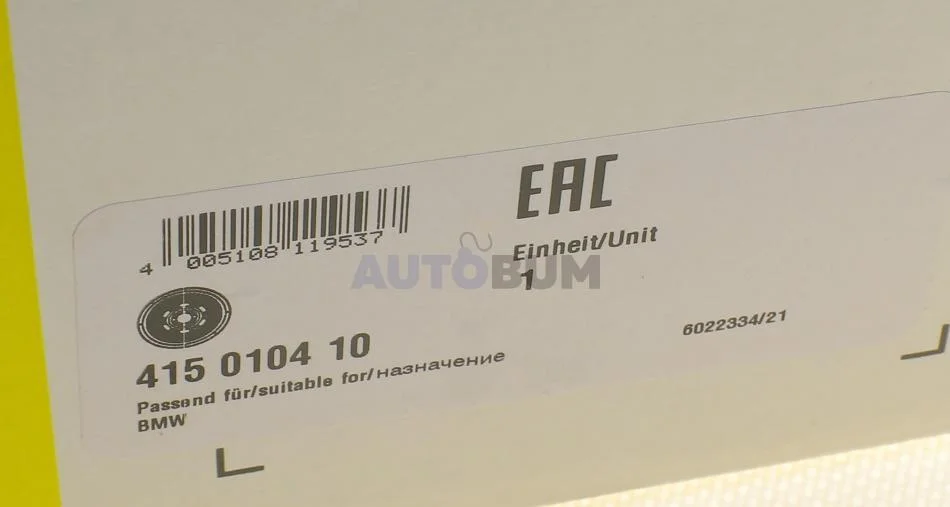 4 005108 119537
EAC
Einheit/Unit
1
AUTOBUM
415 0104 10
6022334/21
Passend für/suitable for/назначение
BMW